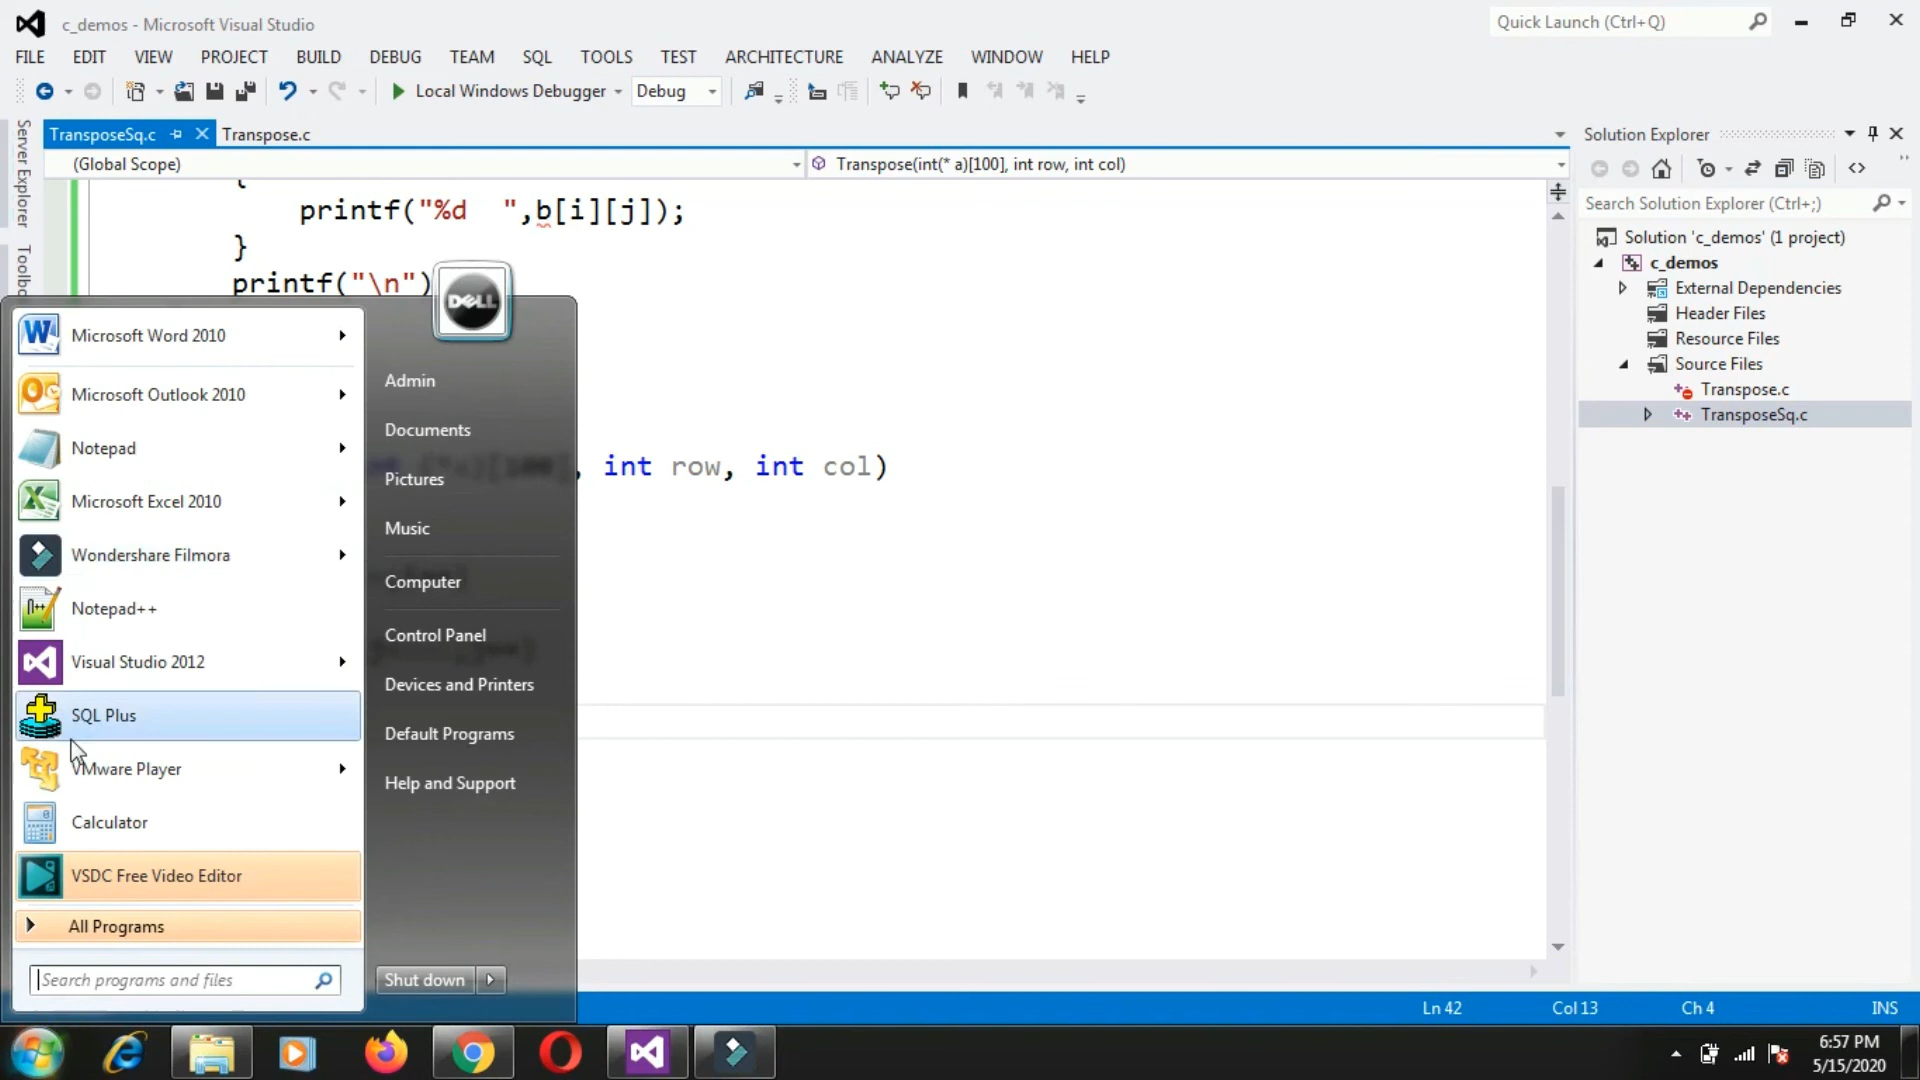 c_demos - Microsoft Visual Studio
Quick Launch (Ctrl+Q)
FILE EDIT VIEW PROJECT BUILD DEBUG TEAM SQL TOOLS TEST ARCHITECTURE ANALYZE WINDOW HELP
Local Windows Debugger Debug
Server Explorer
TransposeSq.c Transpose.c
(Global Scope) Transpose(int(* a)[100], int row, int col)
{
printf("%d  ",b[i][j]);
}
printf("\n")
, int row, int col)
DELL
Microsoft Word 2010
Microsoft Outlook 2010
Notepad
Microsoft Excel 2010
Wondershare Filmora
Notepad++
Visual Studio 2012
SQL Plus
VMware Player
Calculator
VSDC Free Video Editor
All Programs
Search programs and files
Admin
Documents
Pictures
Music
Computer
Control Panel
Devices and Printers
Default Programs
Help and Support
Shut down
Solution Explorer
Search Solution Explorer (Ctrl+;)
Solution 'c_demos' (1 project)
c_demos
External Dependencies
Header Files
Resource Files
Source Files
Transpose.c
TransposeSq.c
Ln 42 Col 13 Ch 4 INS
6:57 PM
5/15/2020